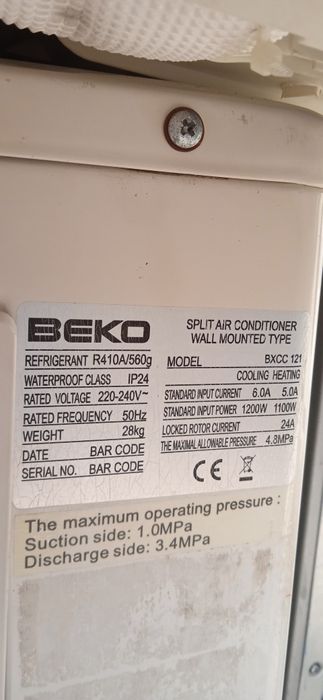 BEKO
SPLIT AIR CONDITIONER
WALL MOUNTED TYPE
REFRIGERANT R410A/560g
WATERPROOF CLASS IP24
RATED VOLTAGE 220-240V~
RATED FREQUENCY 50Hz
WEIGHT 28kg
DATE BAR CODE
SERIAL NO. BAR CODE
MODEL BXCC 121
COOLING HEATING
STANDARD INPUT CURRENT 6.0A 5.0A
STANDARD INPUT POWER 1200W 1100W
LOCKED ROTOR CURRENT 24A
THE MAXIMAL ALLOWABLE PRESSURE 4.8MPa
CE
The maximum operating pressure :
Suction side: 1.0MPa
Discharge side: 3.4MPa